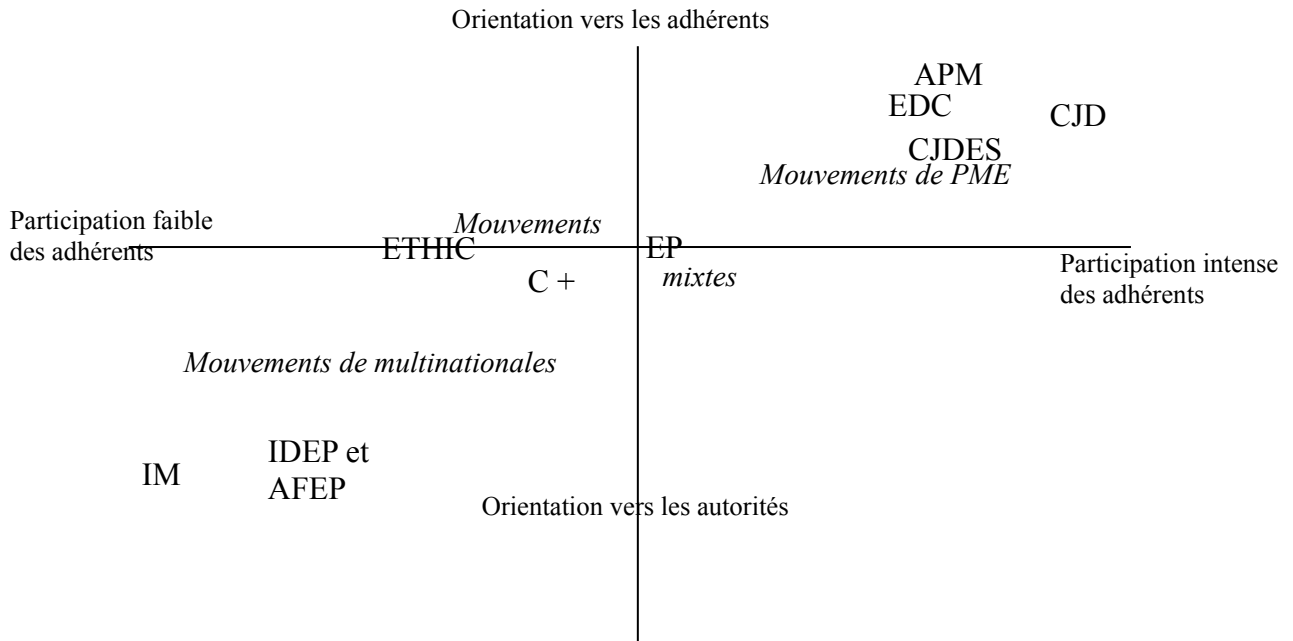 Orientation vers les adhérents
APM
EDC
CJD
CJDES
Mouvements de PME
Participation faible
des adhérents
Mouvements
ETHIC
EP
C +
mixtes
Participation intense
des adhérents
Mouvements de multinationales
IDEP et
AFEP
IM
Orientation vers les autorités